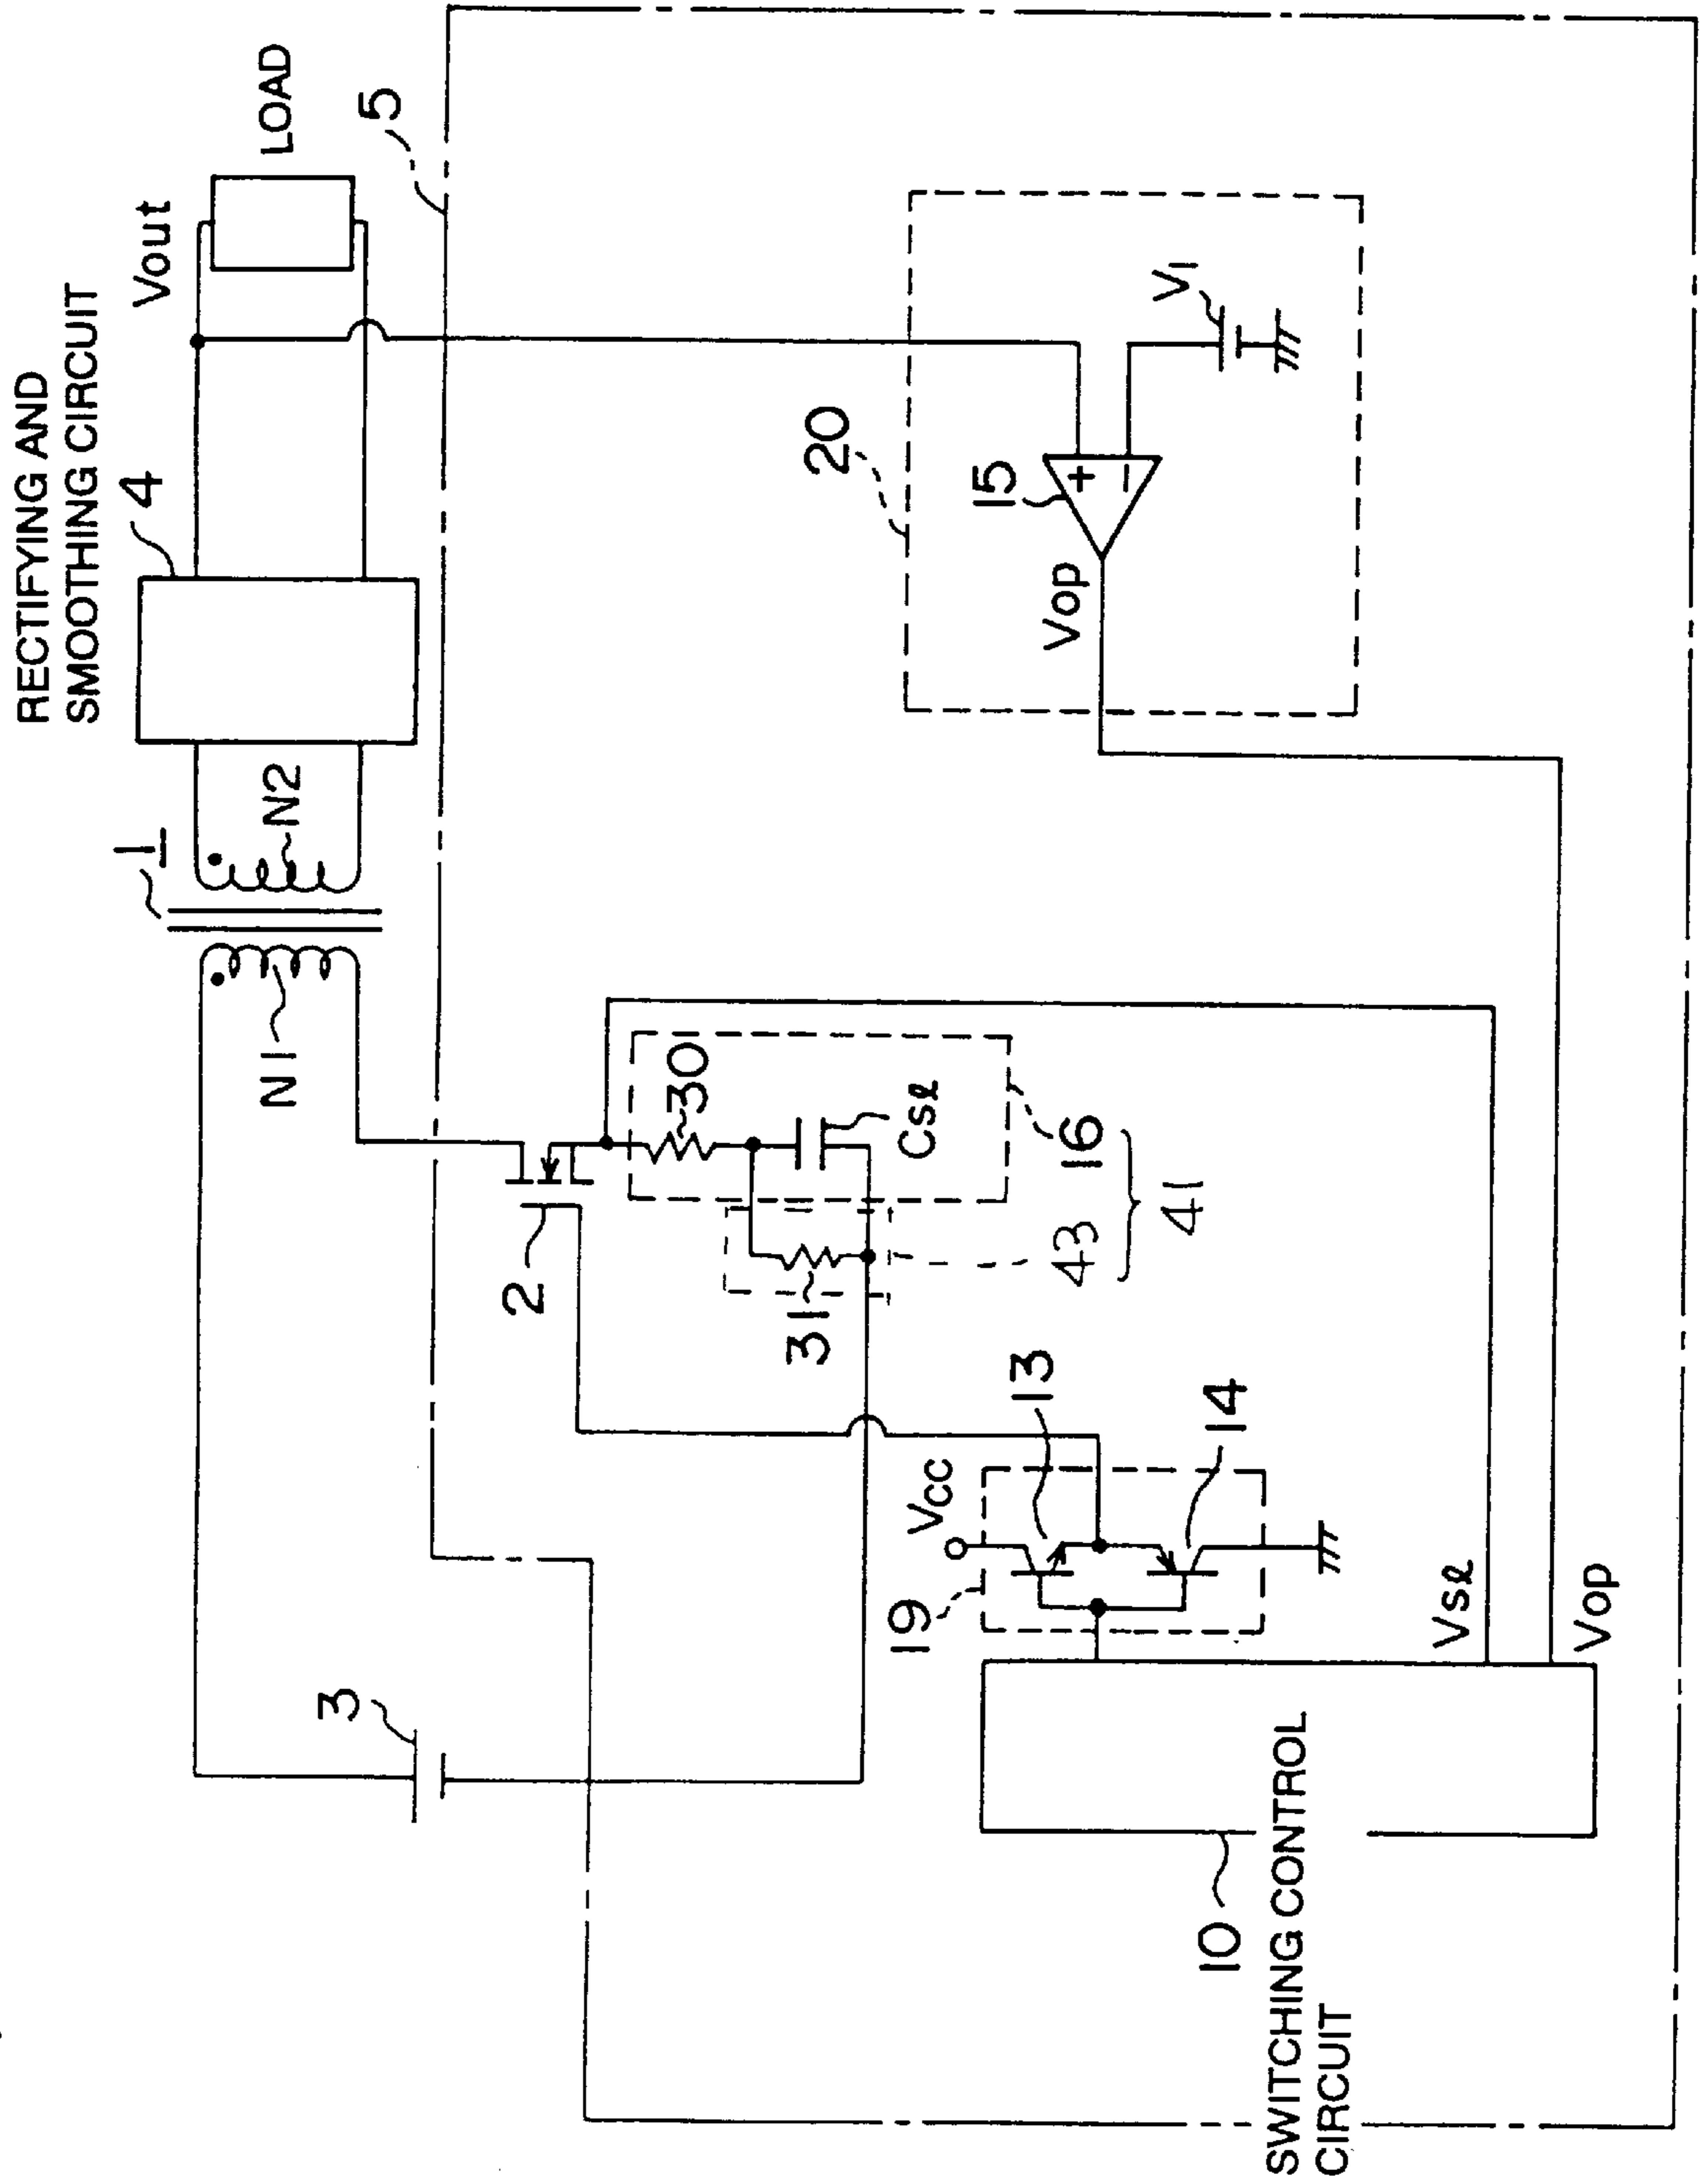 RECTIFYING AND
SMOOTHING CIRCUIT
1
4
Vout
LOAD
N1
N2
3
5
2
30
Csℓ
16
31
43
41
20
15
+
−
V1
Vop
Vcc
13
19
14
10
SWITCHING CONTROL
CIRCUIT
Vsℓ
Vop